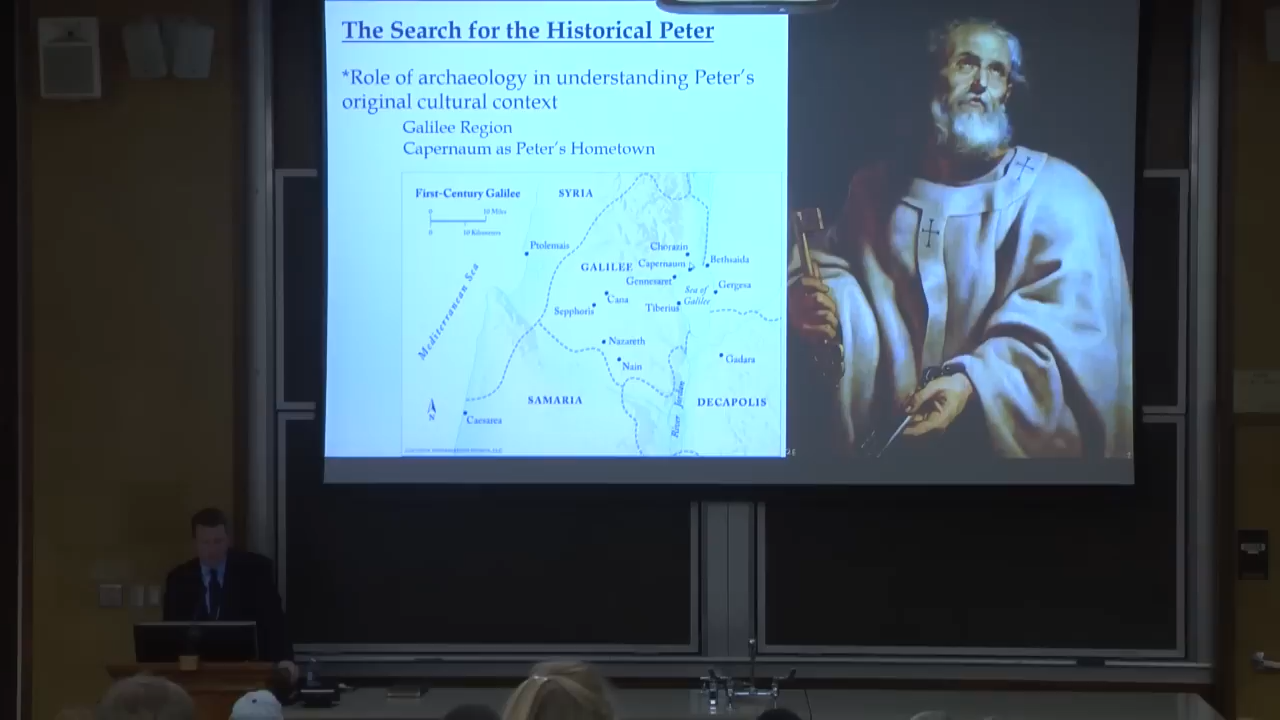 The Search for the Historical Peter
*Role of archaeology in understanding Peter's
original cultural context
Galilee Region
Capernaum as Peter's Hometown
First-Century Galilee
SYRIA
0 10 Miles
0 10 Kilometers
Ptolemais
Chorazin
GALILEE
Capernaum
Bethsaida
Gennesaret
Gergesa
Sea of
Galilee
Cana
Sepphoris
Tiberius
Mediterranean Sea
Nazareth
Gadara
Nain
River Jordan
SAMARIA
DECAPOLIS
N
Caesarea